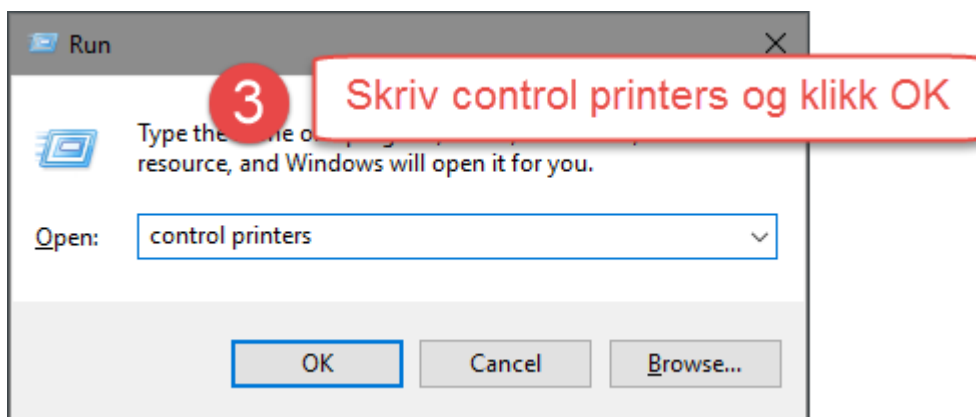 Run
3
Skriv control printers og klikk OK
Type the
resource, and Windows will open it for you.
Open:
control printers
OK
Cancel
Browse...